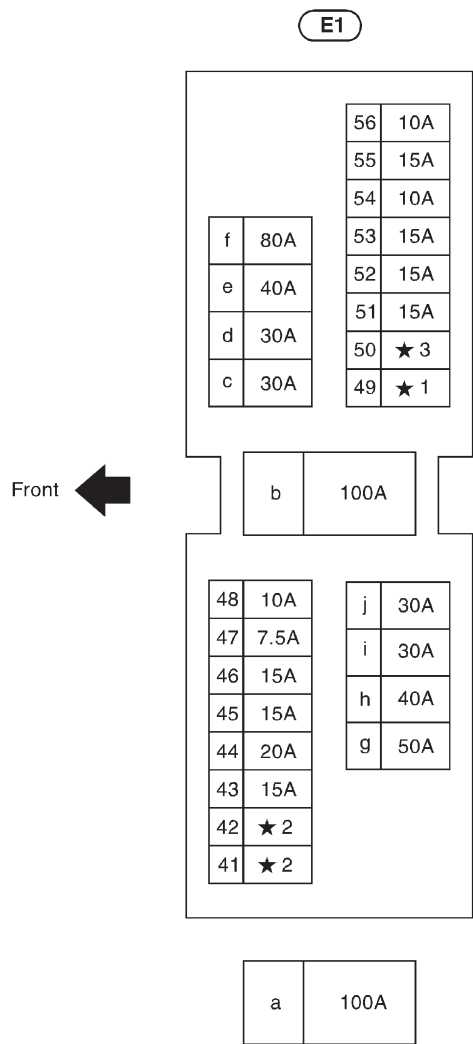 E1
56 10A
55 15A
54 10A
53 15A
52 15A
51 15A
50 ★ 3
49 ★ 1
f 80A
e 40A
d 30A
c 30A
Front
b 100A
48 10A
47 7.5A
46 15A
45 15A
44 20A
43 15A
42 ★ 2
41 ★ 2
j 30A
i 30A
h 40A
g 50A
a 100A